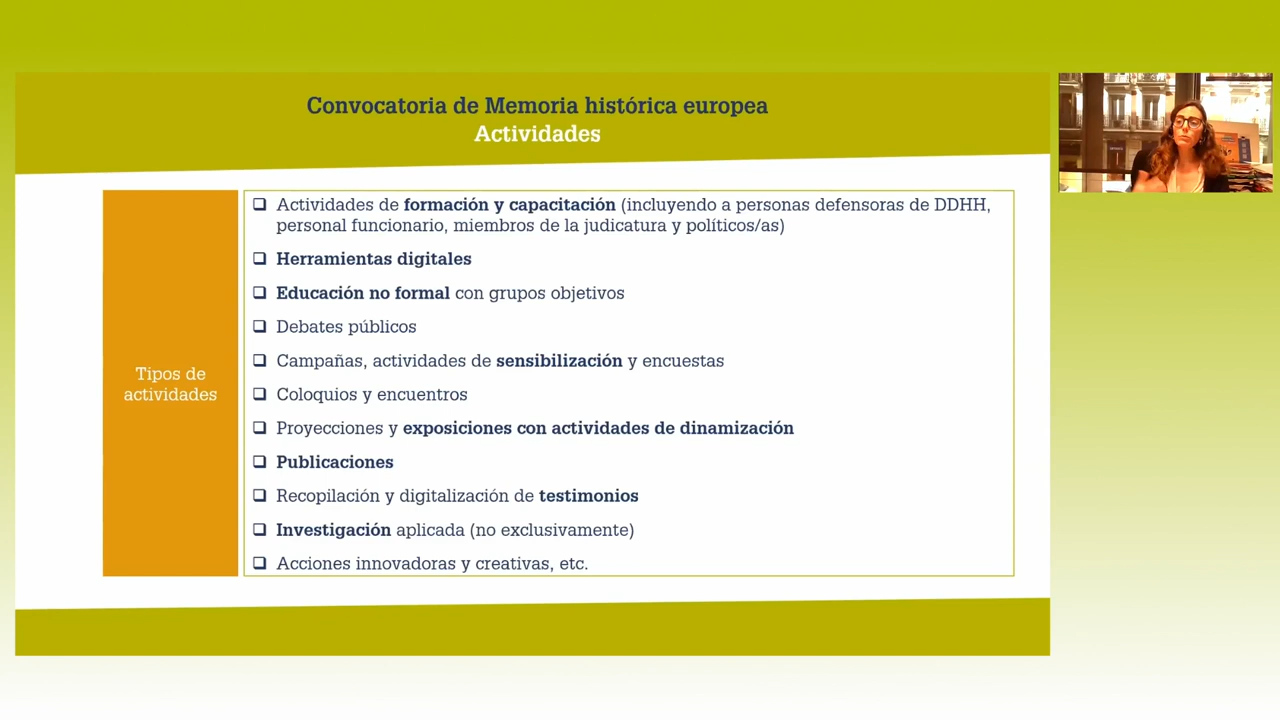 Convocatoria de Memoria histórica europea
Actividades
Tipos de
actividades
❑ Actividades de formación y capacitación (incluyendo a personas defensoras de DDHH,
personal funcionario, miembros de la judicatura y políticos/as)
❑ Herramientas digitales
❑ Educación no formal con grupos objetivos
❑ Debates públicos
❑ Campañas, actividades de sensibilización y encuestas
❑ Coloquios y encuentros
❑ Proyecciones y exposiciones con actividades de dinamización
❑ Publicaciones
❑ Recopilación y digitalización de testimonios
❑ Investigación aplicada (no exclusivamente)
❑ Acciones innovadoras y creativas, etc.